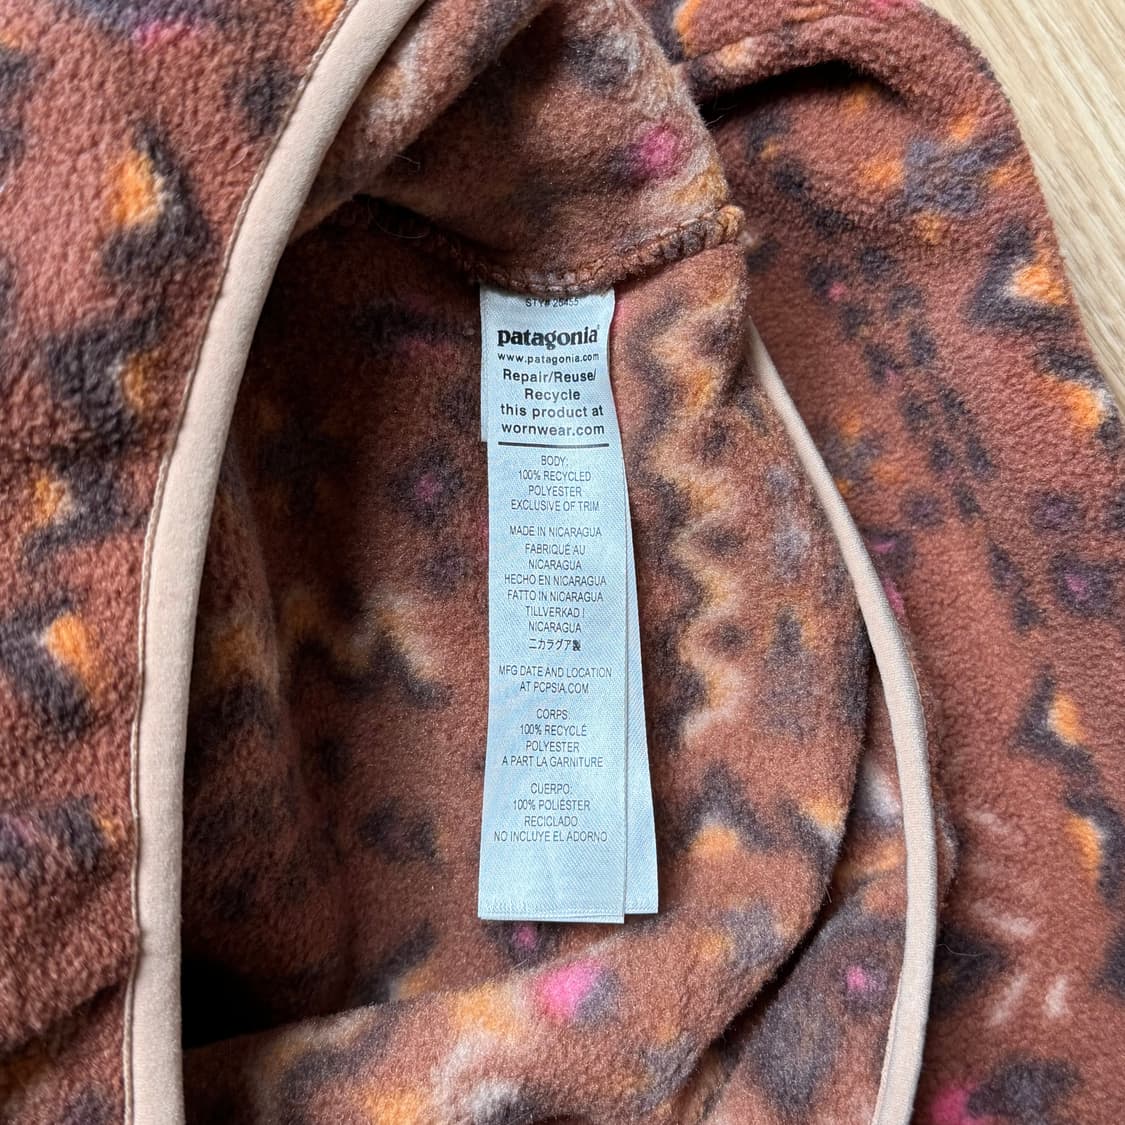 STY# 25455
patagonia®
www.patagonia.com
Repair/Reuse/
Recycle
this product at
wornwear.com
BODY:
100% RECYCLED
POLYESTER
EXCLUSIVE OF TRIM
MADE IN NICARAGUA
FABRIQUÉ AU
NICARAGUA
HECHO EN NICARAGUA
FATTO IN NICARAGUA
TILLVERKAD I
NICARAGUA
ニカラグア製
MFG DATE AND LOCATION
AT PCPSIA.COM
CORPS:
100% RECYCLÉ
POLYESTER
A PART LA GARNITURE
CUERPO:
100% POLIÉSTER
RECICLADO
NO INCLUYE EL ADORNO